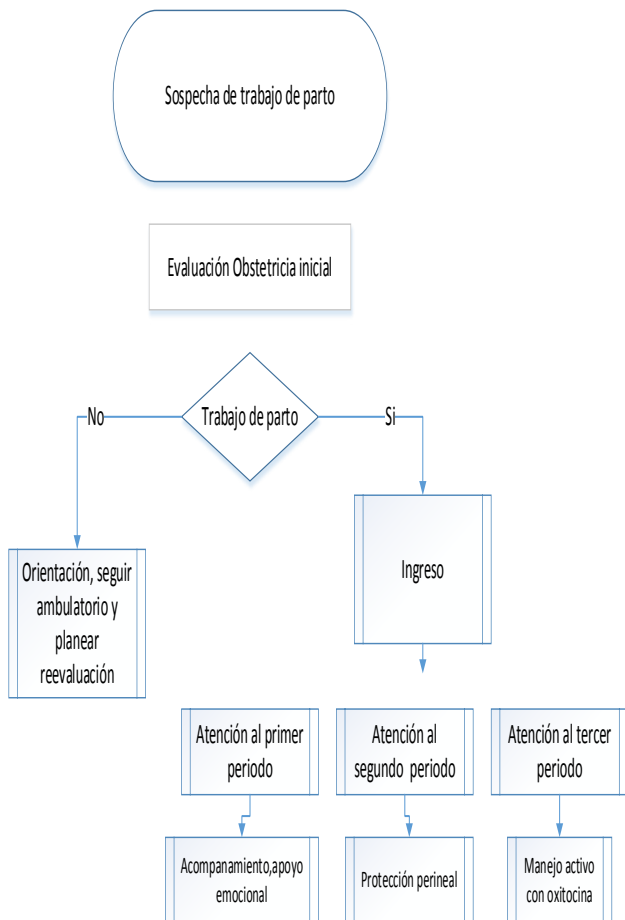 Sospecha de trabajo de parto
Evaluación Obstetricia inicial
Trabajo de parto
No
Si
Ingreso
Orientación, seguir
ambulatorio y
planear
reevaluación
Atención al primer
periodo
Atención al
segundo periodo
Atención al tercer
periodo
Acompanamiento,apoyo
emocional
Protección perineal
Manejo activo
con oxitocina